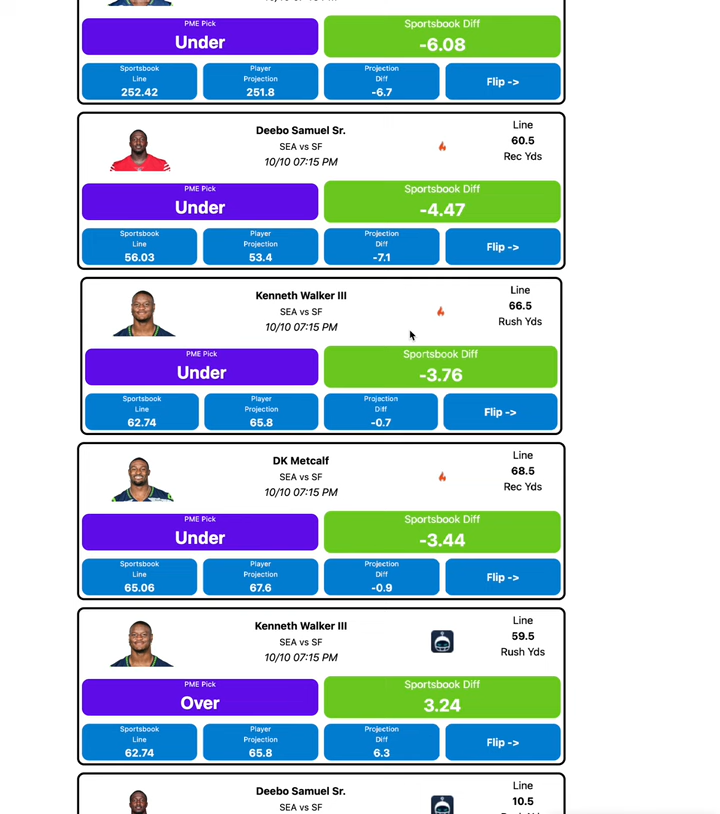 PME Pick
Under
Sportsbook Diff
-6.08
Sportsbook
Line
252.42
Player
Projection
251.8
Projection
Diff
-6.7
Flip ->
Deebo Samuel Sr.
SEA vs SF
10/10 07:15 PM
Line
60.5
Rec Yds
PME Pick
Under
Sportsbook Diff
-4.47
Sportsbook
Line
56.03
Player
Projection
53.4
Projection
Diff
-7.1
Flip ->
Kenneth Walker III
SEA vs SF
10/10 07:15 PM
Line
66.5
Rush Yds
PME Pick
Under
Sportsbook Diff
-3.76
Sportsbook
Line
62.74
Player
Projection
65.8
Projection
Diff
-0.7
Flip ->
DK Metcalf
SEA vs SF
10/10 07:15 PM
Line
68.5
Rec Yds
PME Pick
Under
Sportsbook Diff
-3.44
Sportsbook
Line
65.06
Player
Projection
67.6
Projection
Diff
-0.9
Flip ->
Kenneth Walker III
SEA vs SF
10/10 07:15 PM
Line
59.5
Rush Yds
PME Pick
Over
Sportsbook Diff
3.24
Sportsbook
Line
62.74
Player
Projection
65.8
Projection
Diff
6.3
Flip ->
Deebo Samuel Sr.
SEA vs SF
Line
10.5